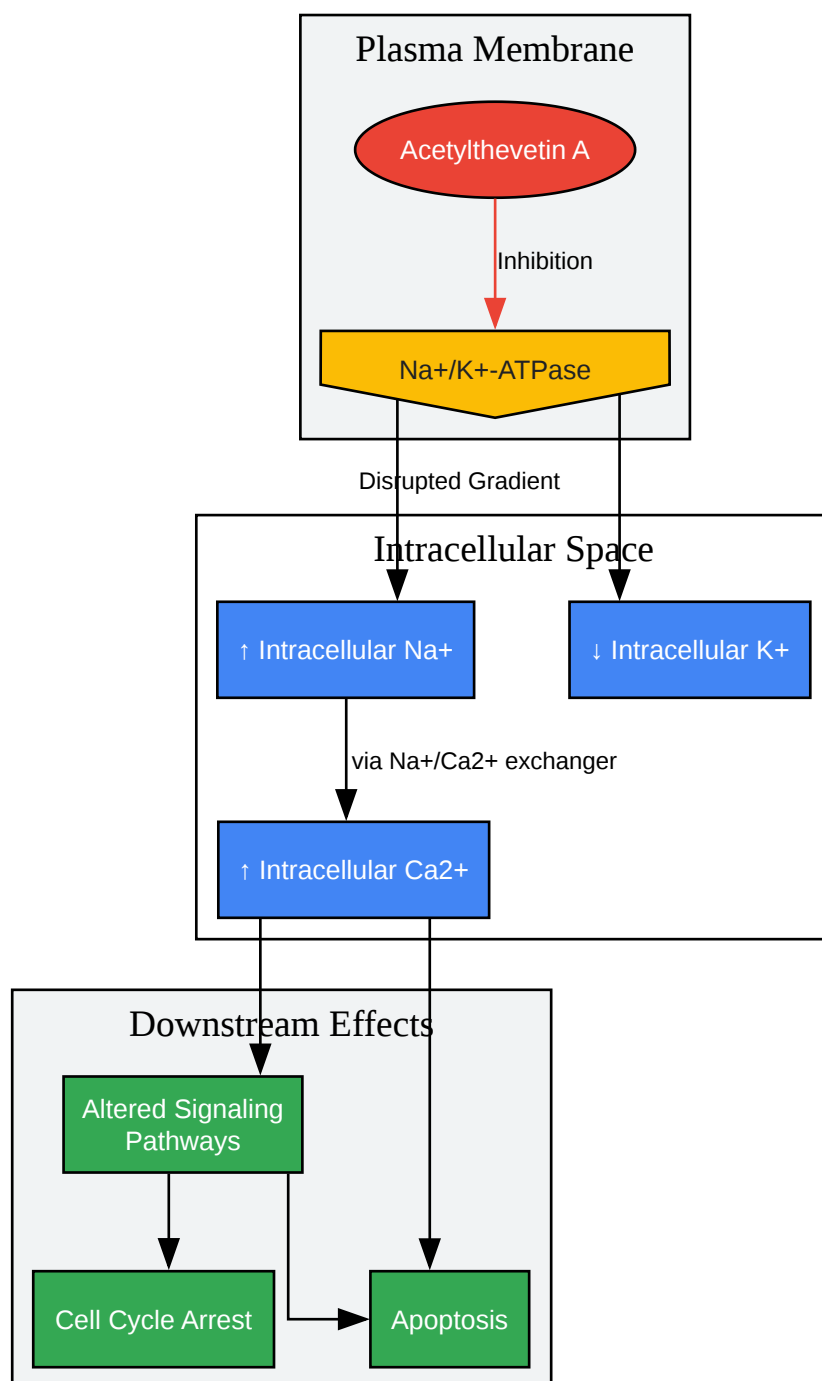 Plasma Membrane
Acetylthevetin A
Inhibition
Na+/K+-ATPase
Disrupted Gradient
Intracellular Space
↑ Intracellular Na+
↓ Intracellular K+
via Na+/Ca2+ exchanger
↑ Intracellular Ca2+
Downstream Effects
Altered Signaling
Pathways
Cell Cycle Arrest
Apoptosis